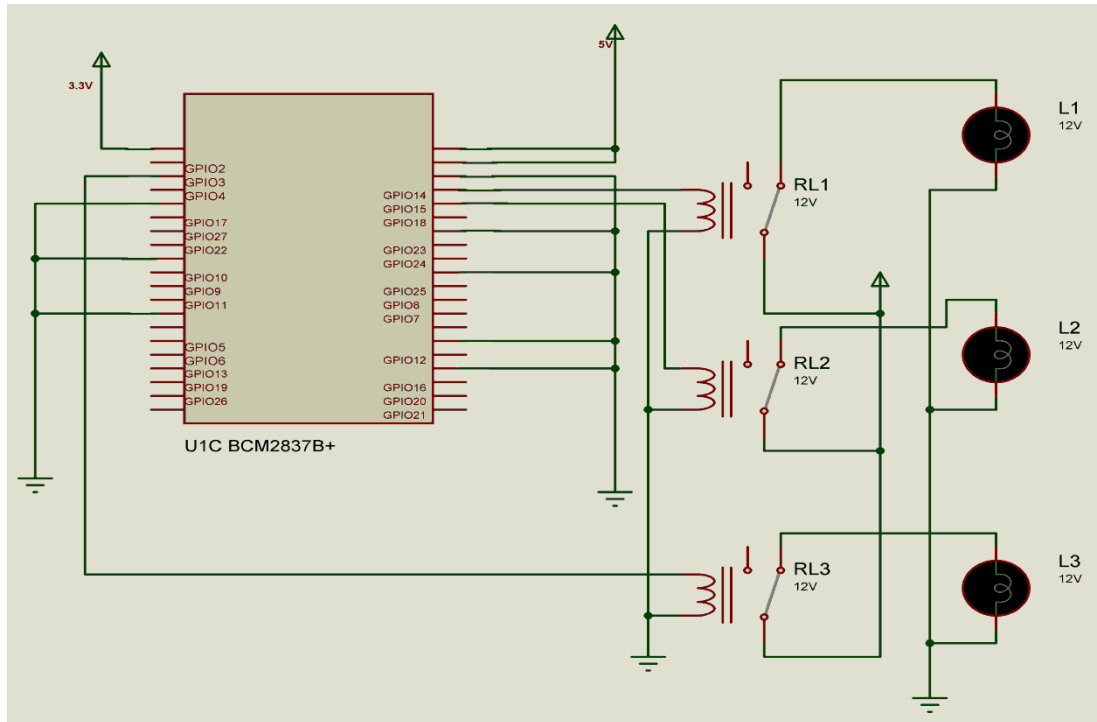 3.3V
5V
GPIO2
GPIO3
GPIO4
GPIO17
GPIO27
GPIO22
GPIO10
GPIO9
GPIO11
GPIO5
GPIO6
GPIO13
GPIO19
GPIO26
GPIO14
GPIO15
GPIO18
GPIO23
GPIO24
GPIO25
GPIO8
GPIO7
GPIO12
GPIO16
GPIO20
GPIO21
U1C BCM2837B+
RL1
12V
RL2
12V
RL3
12V
L1
12V
L2
12V
L3
12V